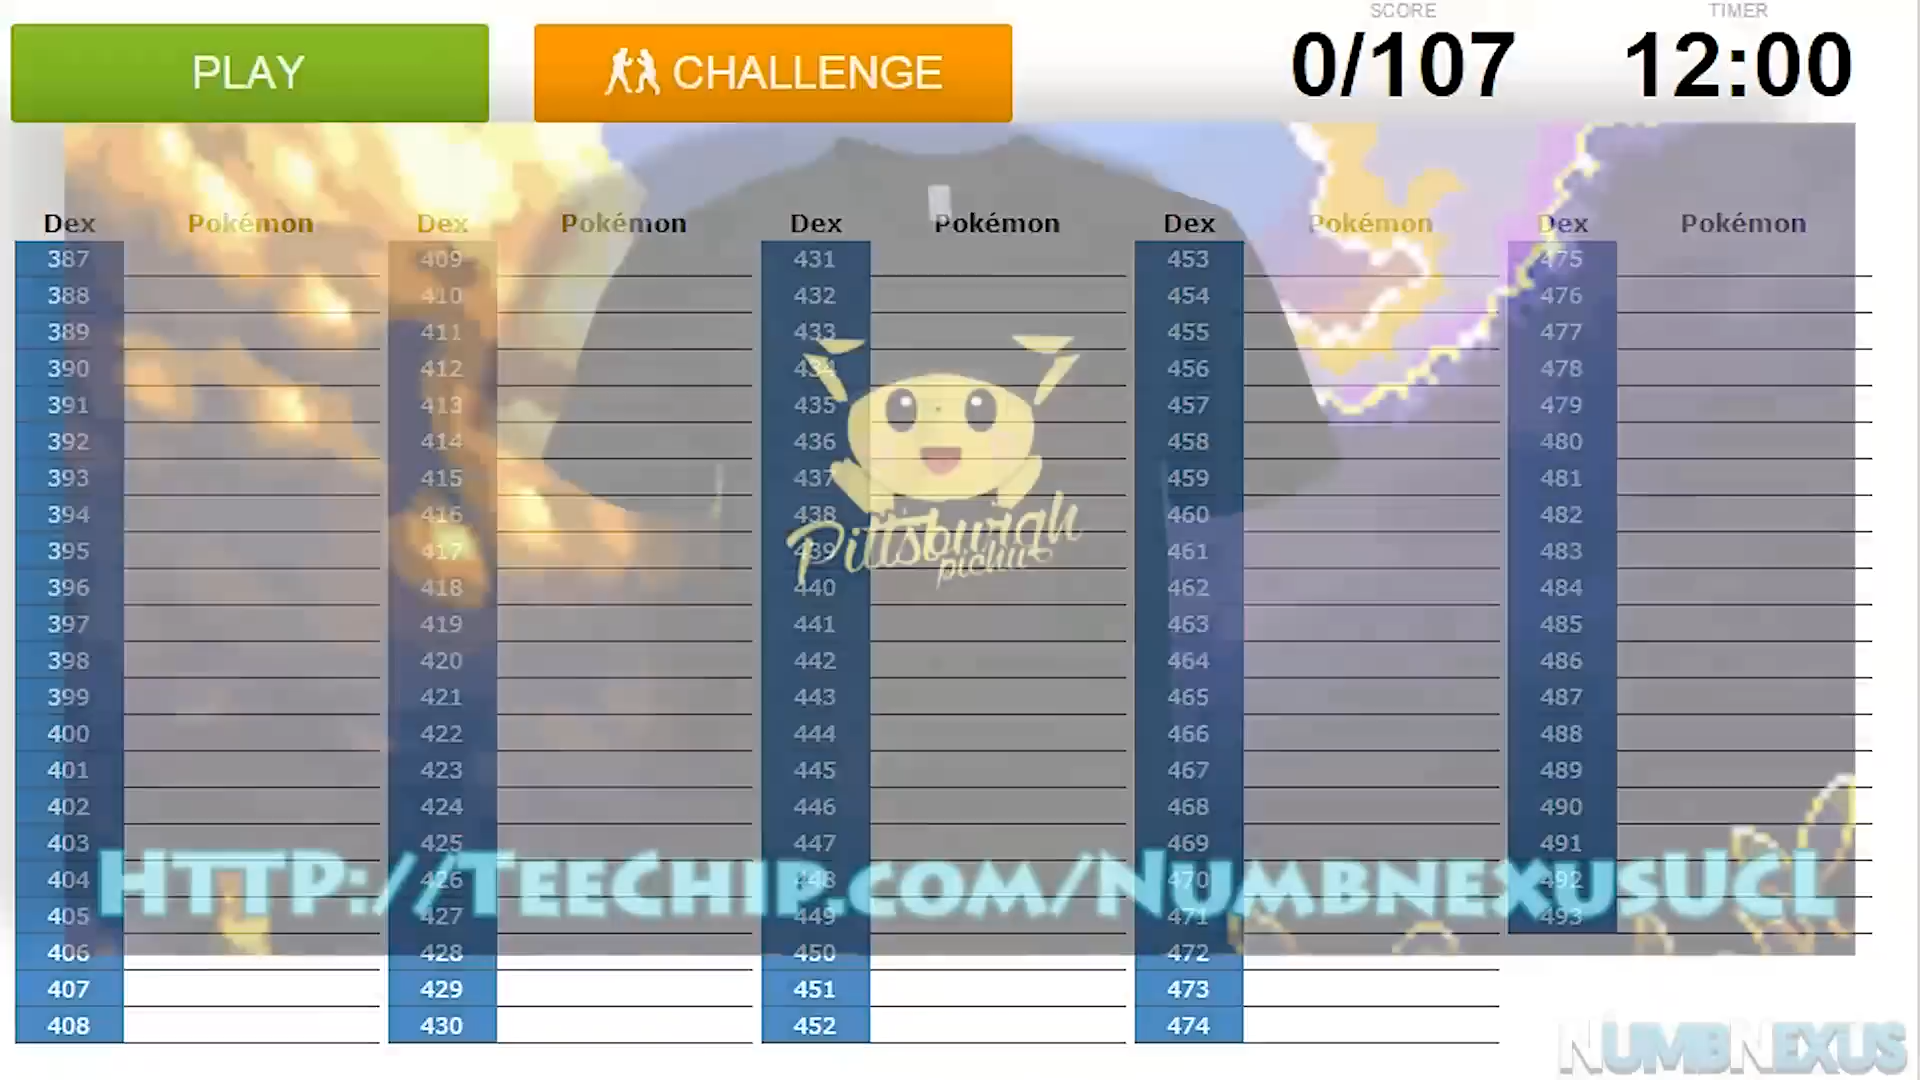 SCORE TIMER
PLAY CHALLENGE 0/107 12:00
Dex Pokémon Dex Pokémon Dex Pokémon Dex Pokémon Dex Pokémon
387 409 431 453 475
388 410 432 454 476
389 411 433 455 477
390 412 434 456 478
391 413 435 457 479
392 414 436 458 480
393 415 437 459 481
394 416 438 460 482
395 417 439 461 483
396 418 440 462 484
397 419 441 463 485
398 420 442 464 486
399 421 443 465 487
400 422 444 466 488
401 423 445 467 489
402 424 446 468 490
403 425 447 469 491
404 426 448 470 492
405 427 449 471 493
406 428 450 472
407 429 451 473
408 430 452 474
Pittsburgh
pichu
HTTP://TEECHIP.COM/NUMBNEXUSUCL
NUMBNEXUS